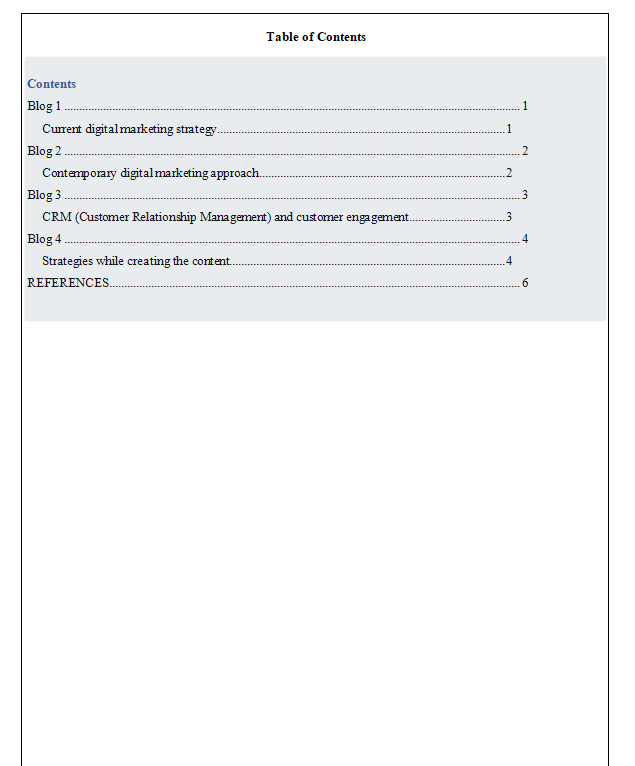 Table of Contents
Contents
Blog 1 ........................................................................................................ 1
Current digital marketing strategy........................................................................ 1
Blog 2 ........................................................................................................ 2
Contemporary digital marketing approach............................................................. 2
Blog 3 ........................................................................................................ 3
CRM (Customer Relationship Management) and customer engagement........................ 3
Blog 4 ........................................................................................................ 4
Strategies while creating the content.................................................................... 4
REFERENCES............................................................................................. 6